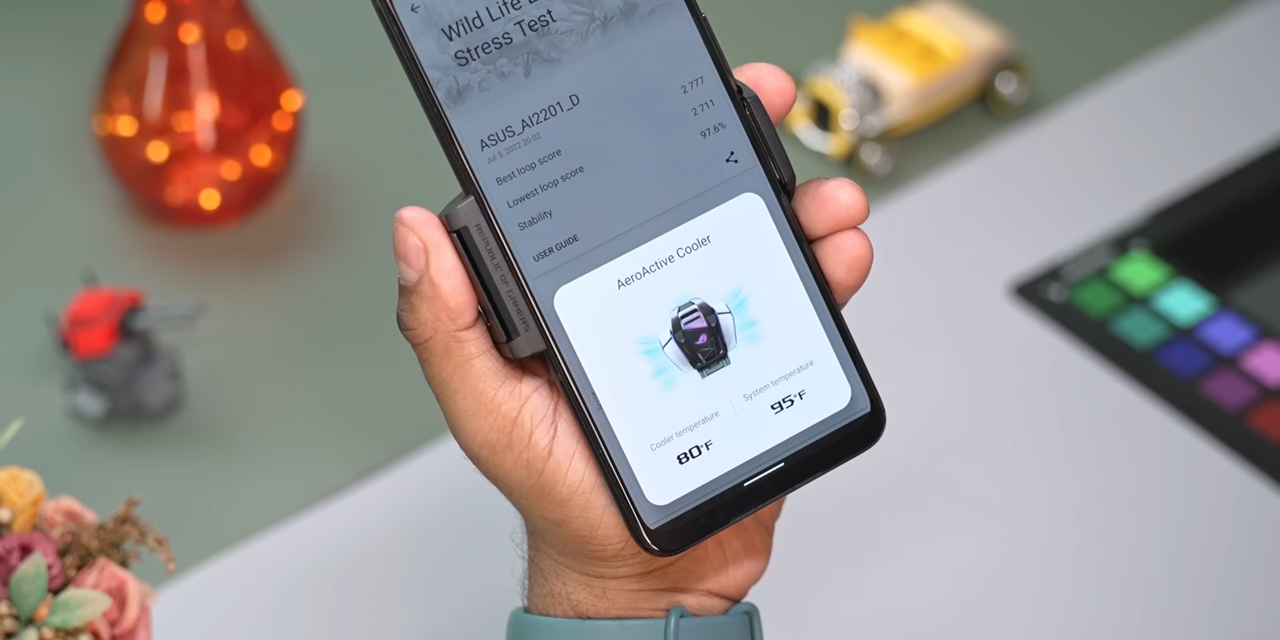 Wild Life
Stress Test
ASUS_AI2201_D
Jul 3, 2022 20:02
Best loop score 2.777
Lowest loop score 2.711
Stability 97.6%
USER GUIDE
REPUBLIC OF GAMERS
AeroActive Cooler
Cooler temperature
80°F
System temperature
95°F